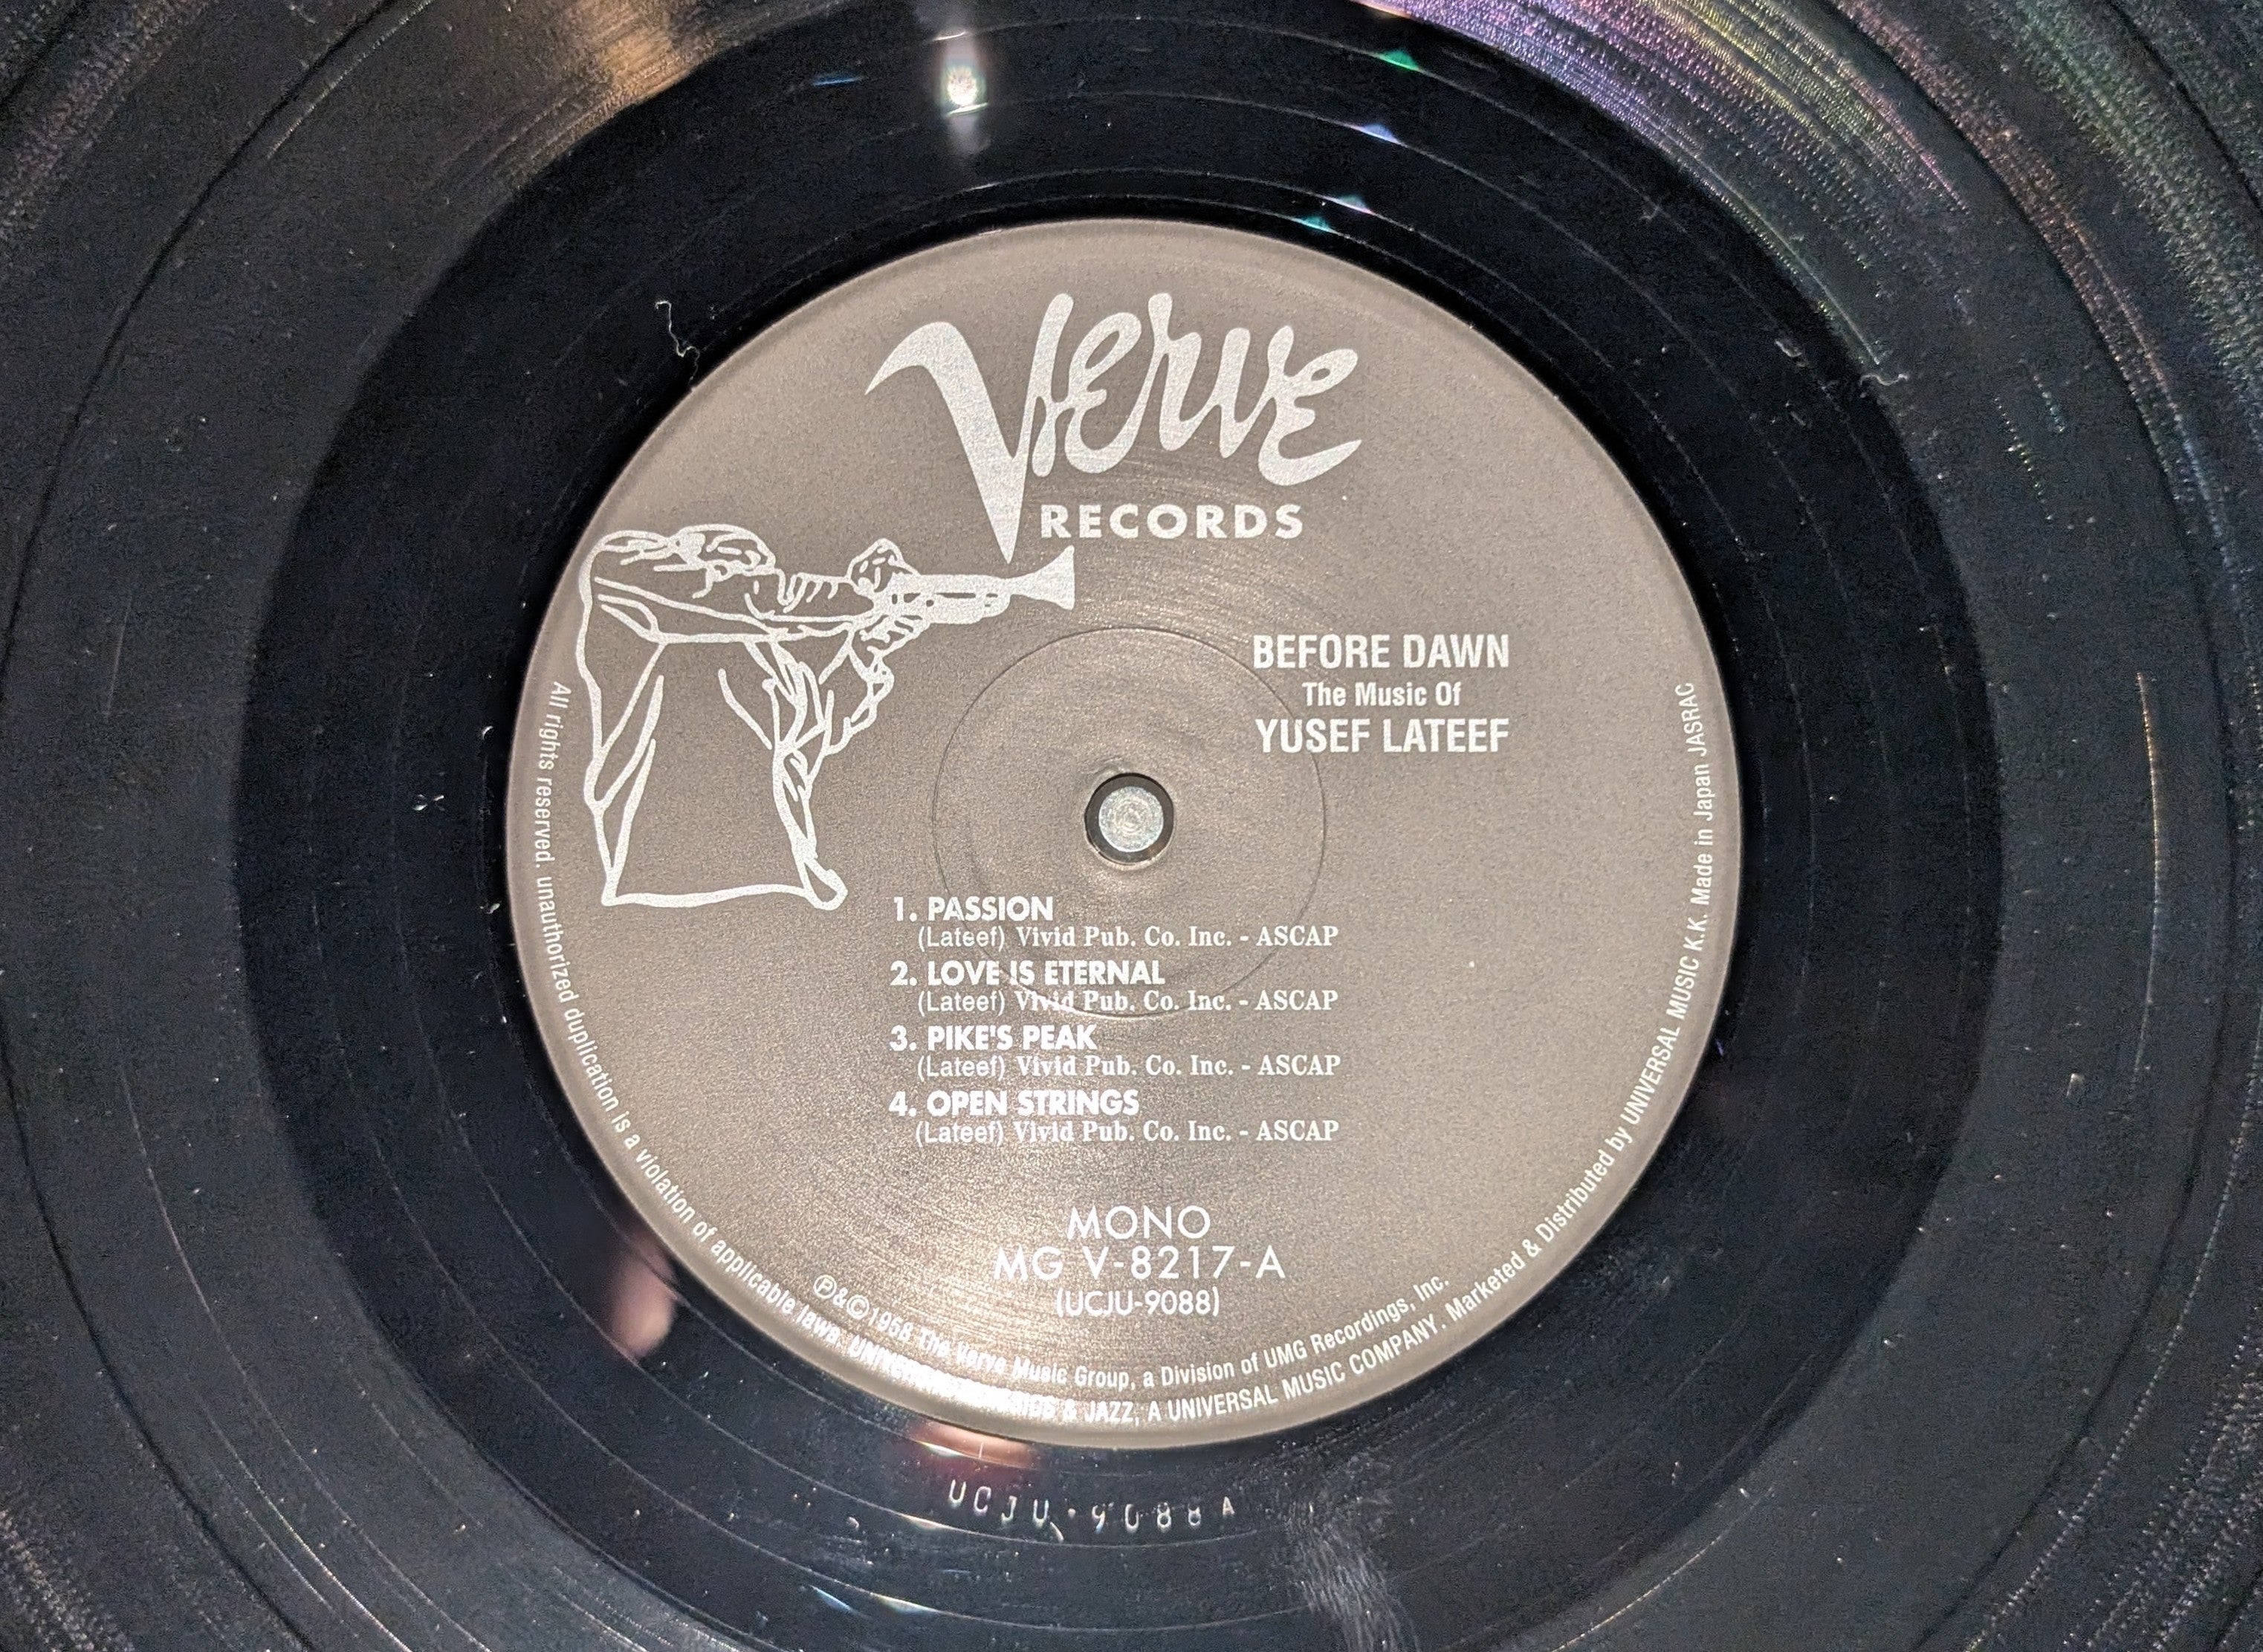 Verve
RECORDS
BEFORE DAWN
The Music Of
YUSEF LATEEF
1. PASSION
(Lateef) Vivid Pub. Co. Inc. - ASCAP
2. LOVE IS ETERNAL
(Lateef) Vivid Pub. Co. Inc. - ASCAP
3. PIKE'S PEAK
(Lateef) Vivid Pub. Co. Inc. - ASCAP
4. OPEN STRINGS
(Lateef) Vivid Pub. Co. Inc. - ASCAP
MONO
MG V-8217-A
(UCJU-9088)
Ⓟ&©1958 The Verve Music Group, a Division of UMG Recordings, Inc.
All rights reserved. unauthorized duplication is a violation of applicable laws. UNIVERSAL CLASSICS & JAZZ, A UNIVERSAL MUSIC COMPANY. Marketed & Distributed by UNIVERSAL MUSIC K.K. Made in Japan JASRAC
UCJU-9088 A